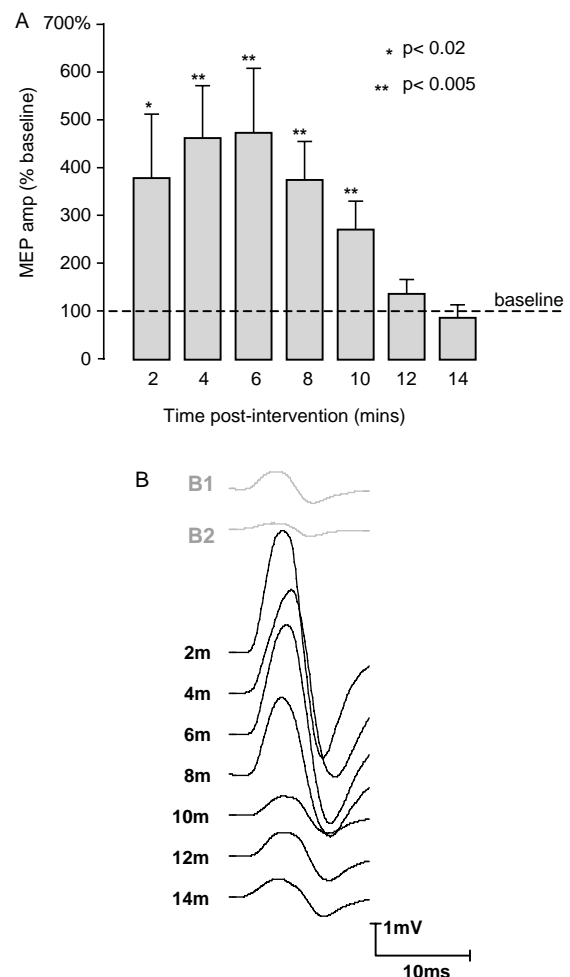 A
700%
* p< 0.02
600
** p< 0.005
500
400
300
200
100
0
MEP amp (% baseline)
* ** ** ** **
baseline
2 4 6 8 10 12 14
Time post-intervention (mins)
B
B1
B2
2m
4m
6m
8m
10m
12m
14m
1mV
10ms